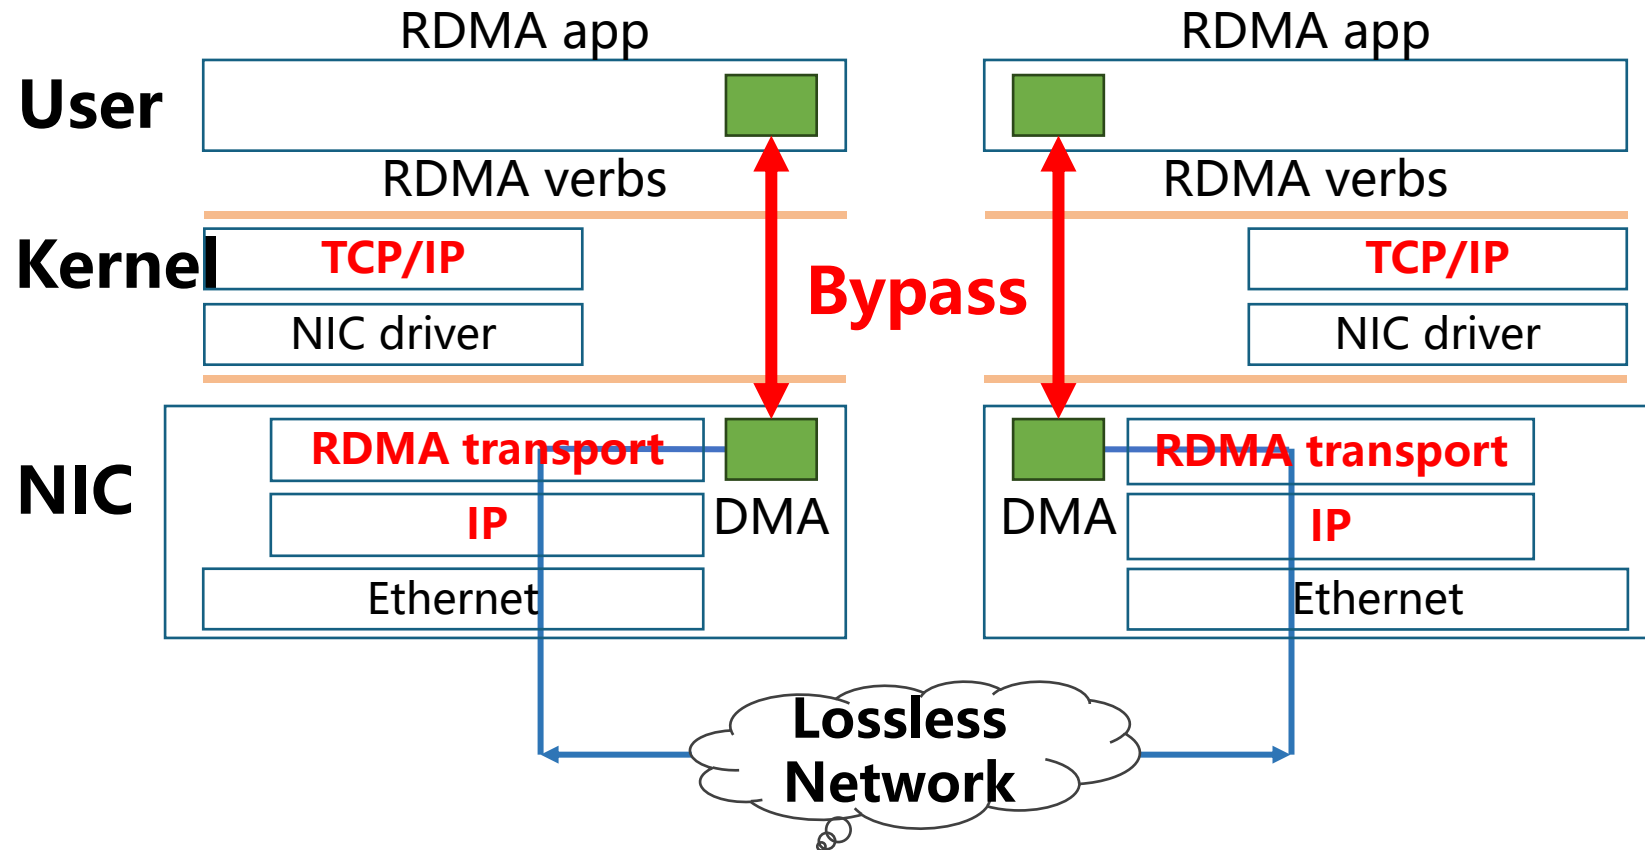 RDMA app
RDMA app
User
RDMA verbs
RDMA verbs
Kernel
TCP/IP
TCP/IP
Bypass
NIC driver
NIC driver
NIC
RDMA transport
RDMA transport
IP
DMA
DMA
IP
Ethernet
Ethernet
Lossless
Network